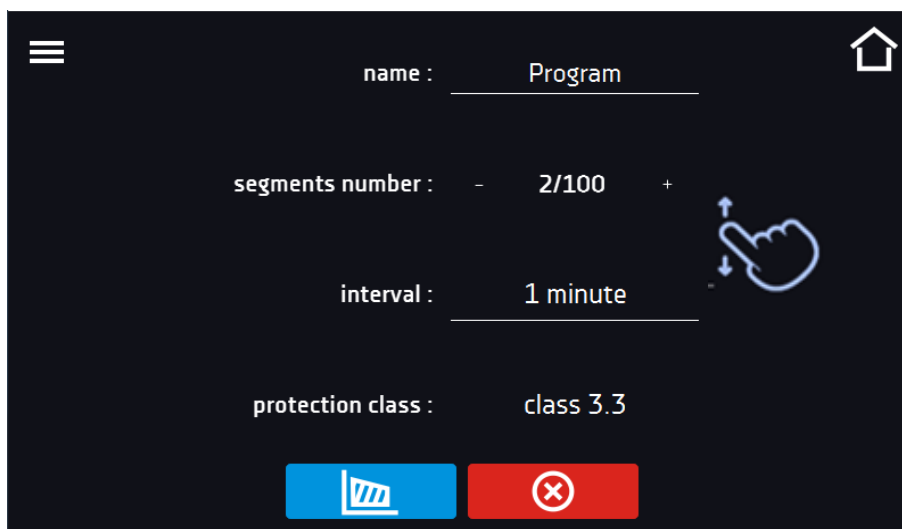 name : Program
segments number : - 2/100 +
interval : 1 minute
protection class : class 3.3